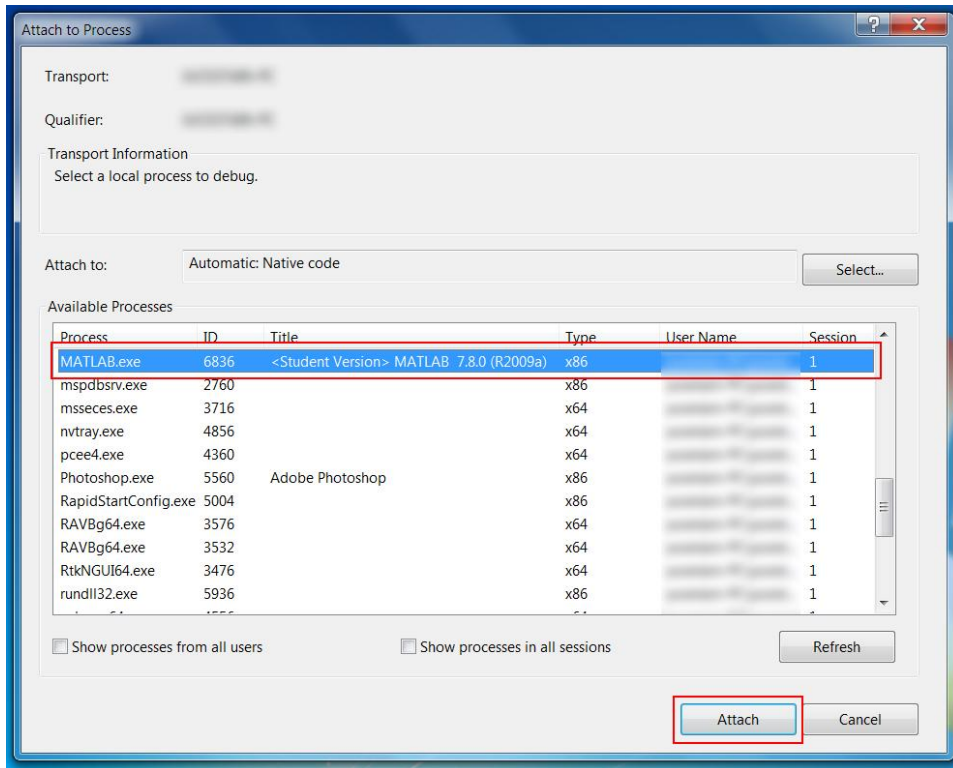 Attach to Process
Transport:
Qualifier:
Transport Information
Select a local process to debug.
Attach to: Automatic: Native code Select...
Available Processes
Process ID Title Type User Name Session
MATLAB.exe 6836 <Student Version> MATLAB 7.8.0 (R2009a) x86 1
mspdbsrv.exe 2760 x86 1
msseces.exe 3716 x64 1
nvtray.exe 4856 x64 1
pcee4.exe 4360 x64 1
Photoshop.exe 5560 Adobe Photoshop x86 1
RapidStartConfig.exe 5004 x86 1
RAVBg64.exe 3576 x64 1
RAVBg64.exe 3532 x64 1
RtkNGUI64.exe 3476 x64 1
rundll32.exe 5936 x86 1
Show processes from all users Show processes in all sessions Refresh
Attach Cancel